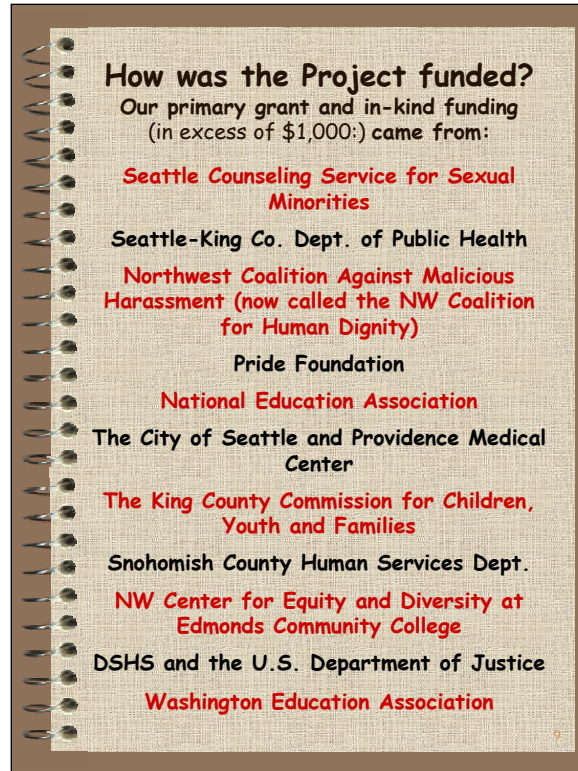 How was the Project funded?
Our primary grant and in-kind funding
(in excess of $1,000:) came from:
Seattle Counseling Service for Sexual
Minorities
Seattle-King Co. Dept. of Public Health
Northwest Coalition Against Malicious
Harassment (now called the NW Coalition
for Human Dignity)
Pride Foundation
National Education Association
The City of Seattle and Providence Medical
Center
The King County Commission for Children,
Youth and Families
Snohomish County Human Services Dept.
NW Center for Equity and Diversity at
Edmonds Community College
DSHS and the U.S. Department of Justice
Washington Education Association
9